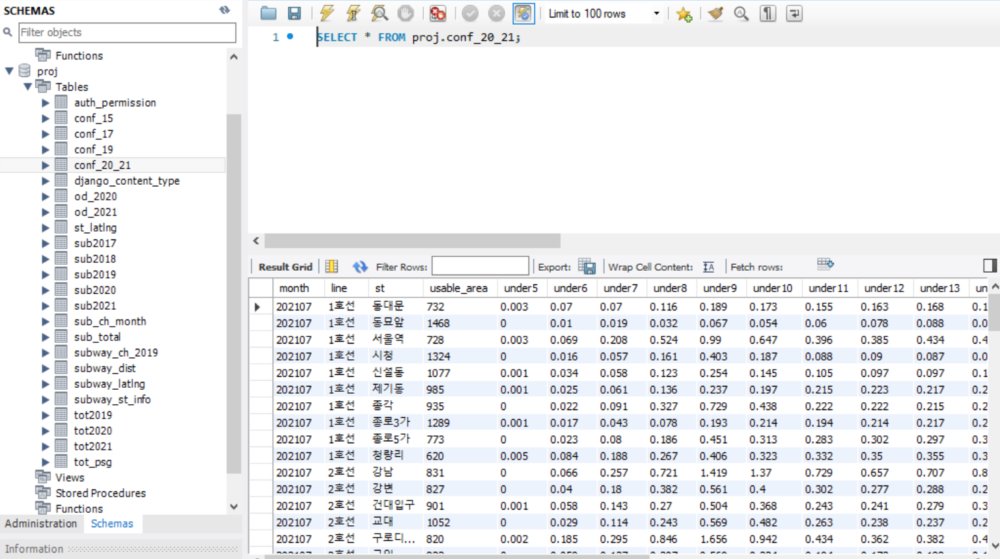 SCHEMAS
Filter objects
Functions
proj
Tables
auth_permission
conf_15
conf_17
conf_19
conf_20_21
django_content_type
od_2020
od_2021
st_latlng
sub2017
sub2018
sub2019
sub2020
sub2021
sub_ch_month
sub_total
subway_ch_2019
subway_dist
subway_latlng
subway_st_info
tot2019
tot2020
tot2021
tot_psg
Views
Stored Procedures
Functions
Administration Schemas
Information
Limit to 100 rows
1 SELECT * FROM proj.conf_20_21;
Result Grid Filter Rows: Export: Wrap Cell Content: Fetch rows:
month line st usable_area under5 under6 under7 under8 under9 under10 under11 under12 under13 un
202107 1호선 동대문 732 0.003 0.07 0.07 0.116 0.189 0.173 0.155 0.163 0.168 0.1
202107 1호선 동묘앞 1468 0 0.01 0.019 0.032 0.067 0.054 0.06 0.078 0.088 0.0
202107 1호선 서울역 728 0.003 0.069 0.208 0.524 0.99 0.647 0.396 0.385 0.434 0.4
202107 1호선 시청 1324 0 0.016 0.057 0.161 0.403 0.187 0.088 0.09 0.087 0.0
202107 1호선 신설동 1077 0.001 0.034 0.058 0.123 0.254 0.145 0.105 0.097 0.097 0.1
202107 1호선 제기동 985 0.001 0.025 0.061 0.136 0.237 0.197 0.215 0.223 0.217 0.2
202107 1호선 종각 935 0 0.022 0.091 0.327 0.729 0.438 0.222 0.222 0.215 0.2
202107 1호선 종로3가 1289 0.001 0.017 0.043 0.078 0.193 0.214 0.194 0.214 0.217 0.2
202107 1호선 종로5가 773 0 0.023 0.08 0.186 0.451 0.313 0.283 0.302 0.297 0.3
202107 1호선 청량리 620 0.005 0.084 0.188 0.267 0.406 0.323 0.332 0.35 0.355 0.3
202107 2호선 강남 831 0 0.066 0.257 0.721 1.419 1.37 0.729 0.657 0.707 0.8
202107 2호선 강변 827 0 0.04 0.18 0.382 0.561 0.4 0.302 0.277 0.288 0.2
202107 2호선 건대입구 901 0.001 0.058 0.143 0.27 0.504 0.368 0.243 0.241 0.279 0.3
202107 2호선 교대 1052 0 0.029 0.114 0.243 0.569 0.482 0.263 0.238 0.237 0.2
202107 2호선 구로디... 820 0.002 0.185 0.295 0.846 1.656 0.942 0.434 0.362 0.382 0.4